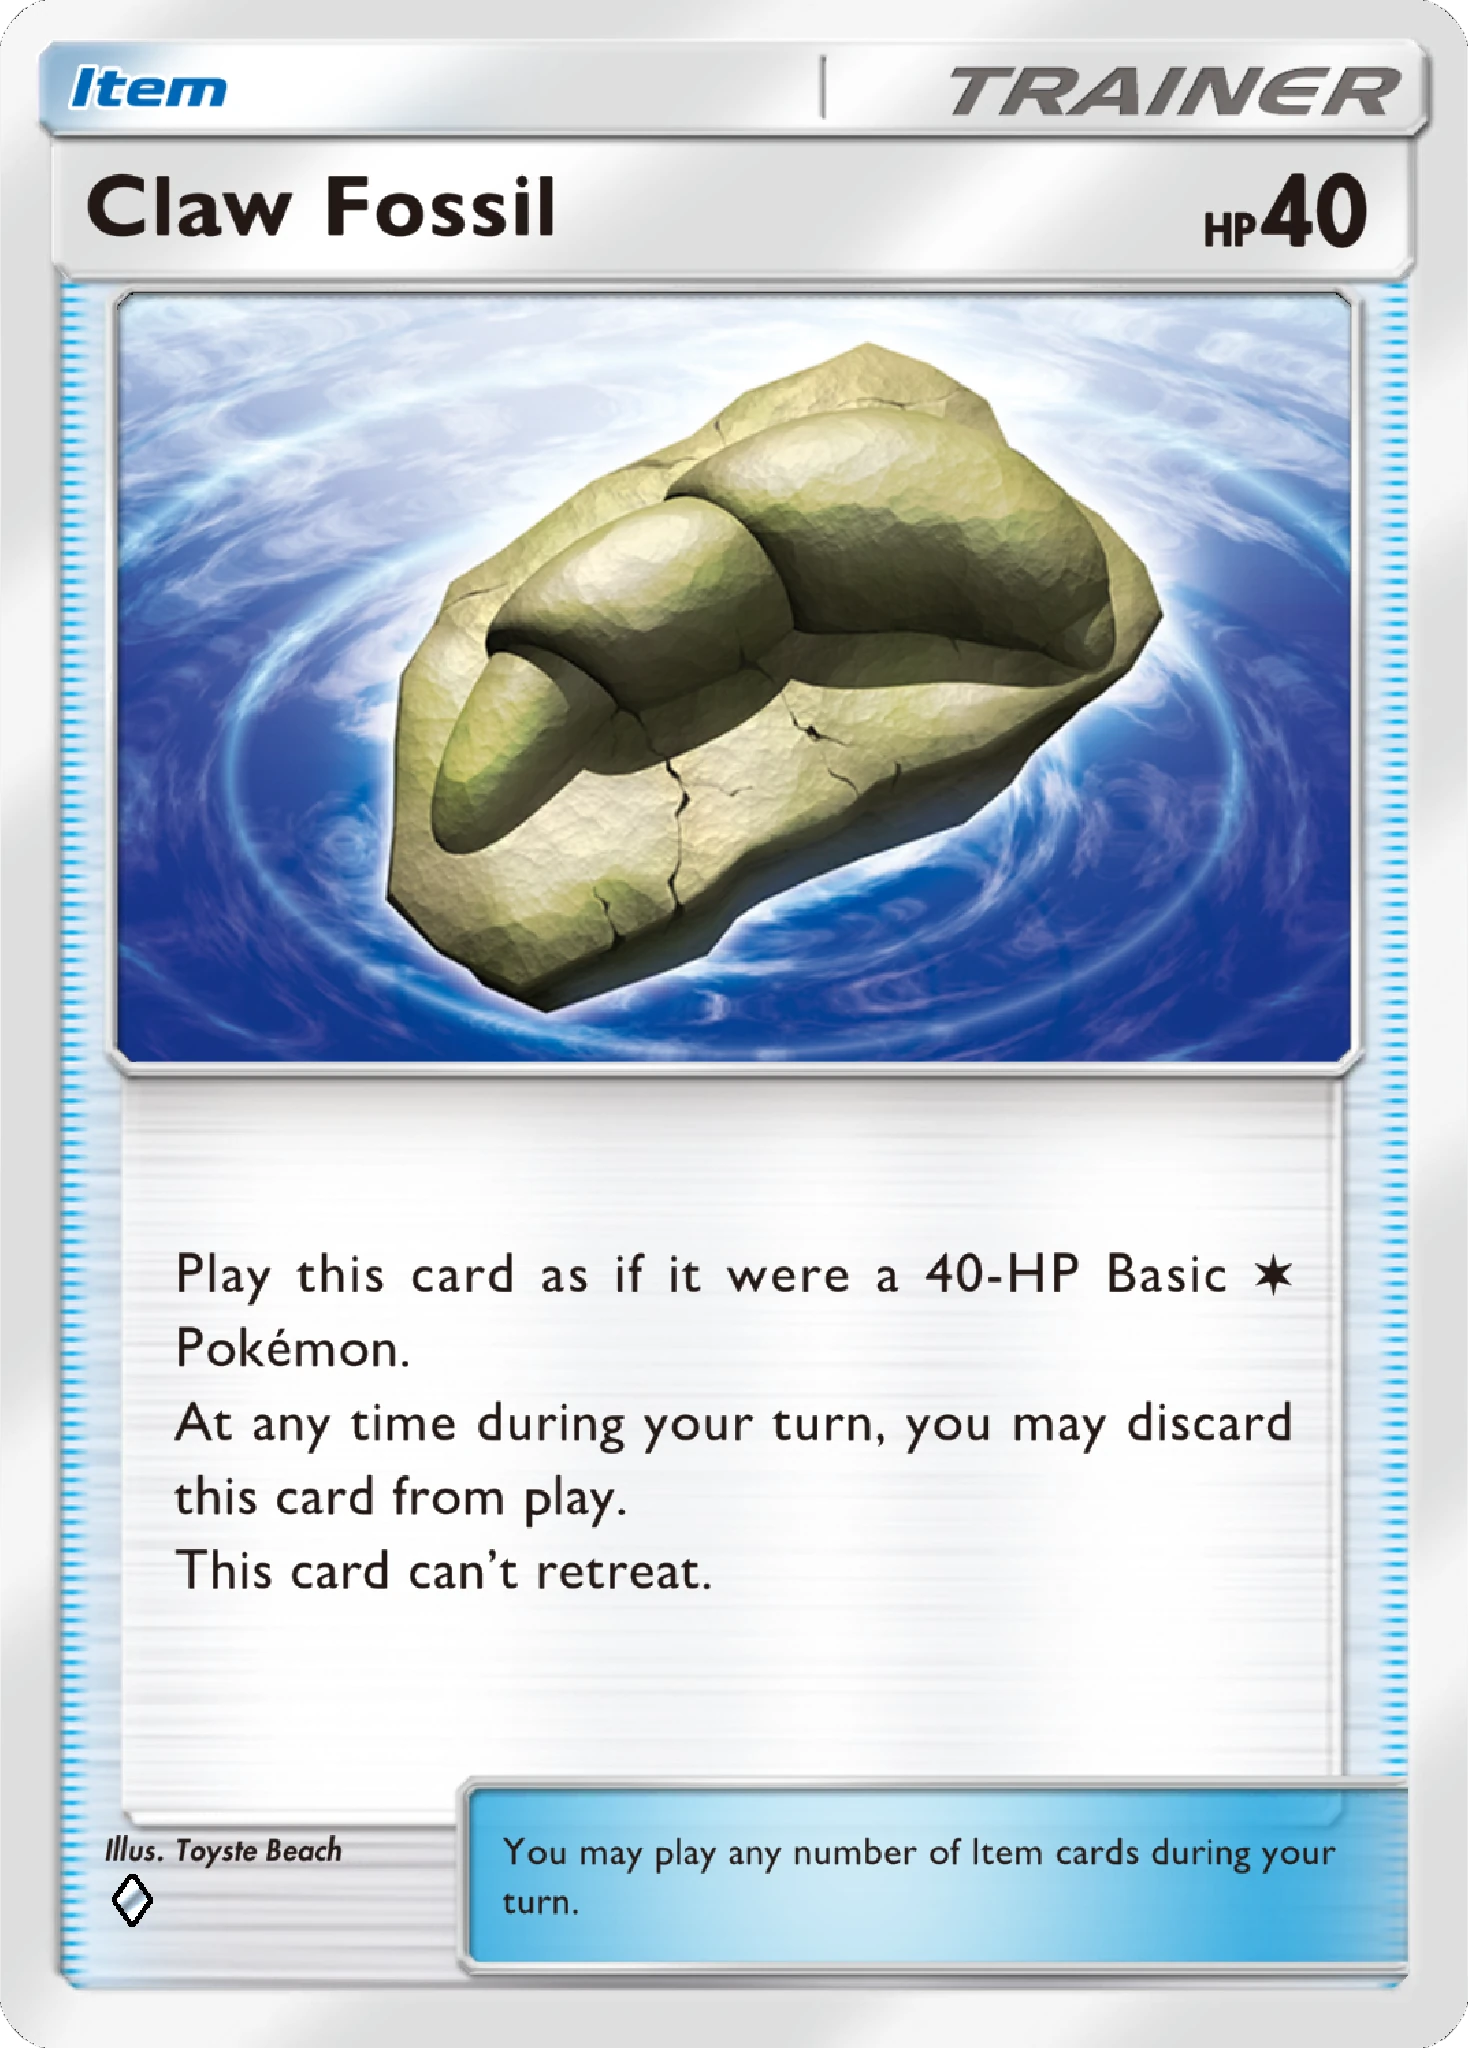 Item
TRAINER
Claw Fossil
HP40
Play this card as if it were a 40-HP Basic ✶
Pokémon.
At any time during your turn, you may discard
this card from play.
This card can’t retreat.
Illus. Toyste Beach
You may play any number of Item cards during your
turn.